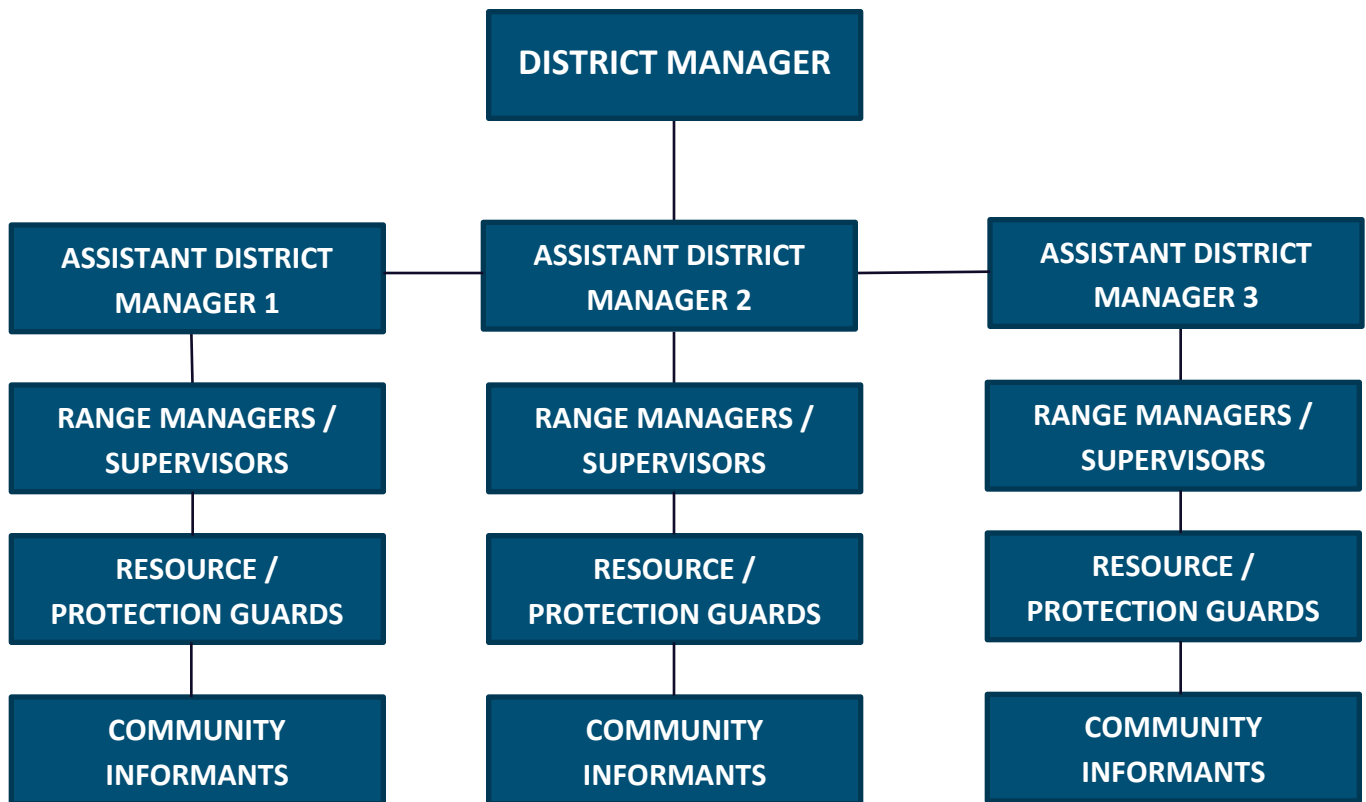 DISTRICT MANAGER
ASSISTANT DISTRICT
MANAGER 1
ASSISTANT DISTRICT
MANAGER 2
ASSISTANT DISTRICT
MANAGER 3
RANGE MANAGERS /
SUPERVISORS
RANGE MANAGERS /
SUPERVISORS
RANGE MANAGERS /
SUPERVISORS
RESOURCE /
PROTECTION GUARDS
RESOURCE /
PROTECTION GUARDS
RESOURCE /
PROTECTION GUARDS
COMMUNITY
INFORMANTS
COMMUNITY
INFORMANTS
COMMUNITY
INFORMANTS